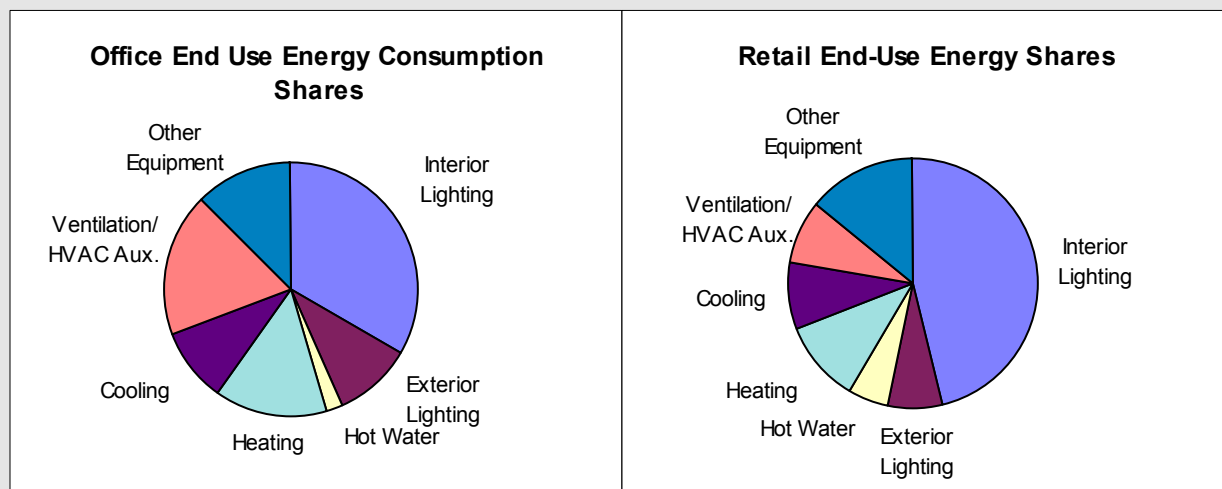 Office End Use Energy Consumption
Shares
Other
Equipment
Interior
Lighting
Ventilation/
HVAC Aux.
Cooling
Heating
Hot Water
Exterior
Lighting
Retail End-Use Energy Shares
Other
Equipment
Ventilation/
HVAC Aux.
Interior
Lighting
Cooling
Heating
Hot Water
Exterior
Lighting